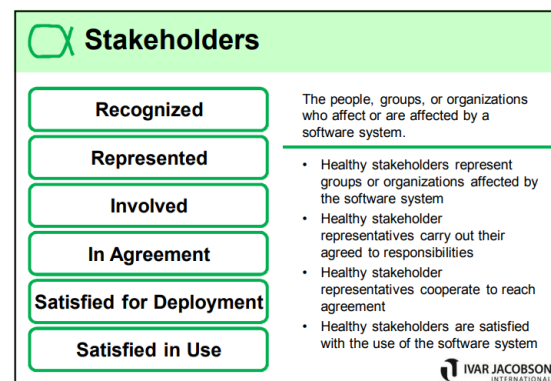 Stakeholders
Recognized
Represented
Involved
In Agreement
Satisfied for Deployment
Satisfied in Use
The people, groups, or organizations
who affect or are affected by a
software system.
• Healthy stakeholders represent
groups or organizations affected by
the software system
• Healthy stakeholder
representatives carry out their
agreed to responsibilities
• Healthy stakeholder
representatives cooperate to reach
agreement
• Healthy stakeholders are satisfied
with the use of the software system
IVAR JACOBSON
INTERNATIONAL